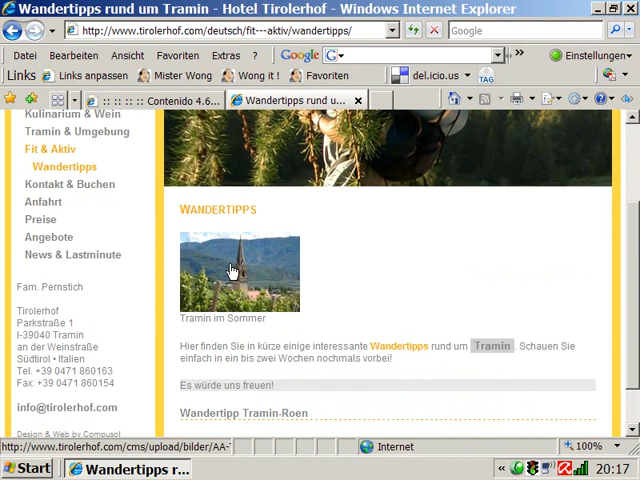 Wandertipps rund um Tramin - Hotel Tirolerhof - Windows Internet Explorer
http://www.tirolerhof.com/deutsch/fit---aktiv/wandertipps/
Google
Datei Bearbeiten Ansicht Favoriten Extras »
Google G »
Einstellungen
Links Links anpassen Mister Wong Wong it ! Favoriten del.icio.us TAG
:: :: :: :: Contenido 4.6...
Wandertipps rund u...
Kulinarium & Wein
Tramin & Umgebung
Fit & Aktiv
Wandertipps
Kontakt & Buchen
Anfahrt
Preise
Angebote
News & Lastminute
Fam. Pernstich
Tirolerhof
Parkstraße 1
I-39040 Tramin
an der Weinstraße
Südtirol • Italien
Tel. +39 0471 860163
Fax: +39 0471 860154
info@tirolerhof.com
Design & Web by Compusol
WANDERTIPPS
Tramin im Sommer
Hier finden Sie in kürze einige interessante Wandertipps rund um Tramin. Schauen Sie
einfach in ein bis zwei Wochen nochmals vorbei!
Es würde uns freuen!
Wandertipp Tramin-Roen
http://www.tirolerhof.com/cms/upload/bilder/AA-
Internet
100%
Start
Wandertipps r...
« 20:17